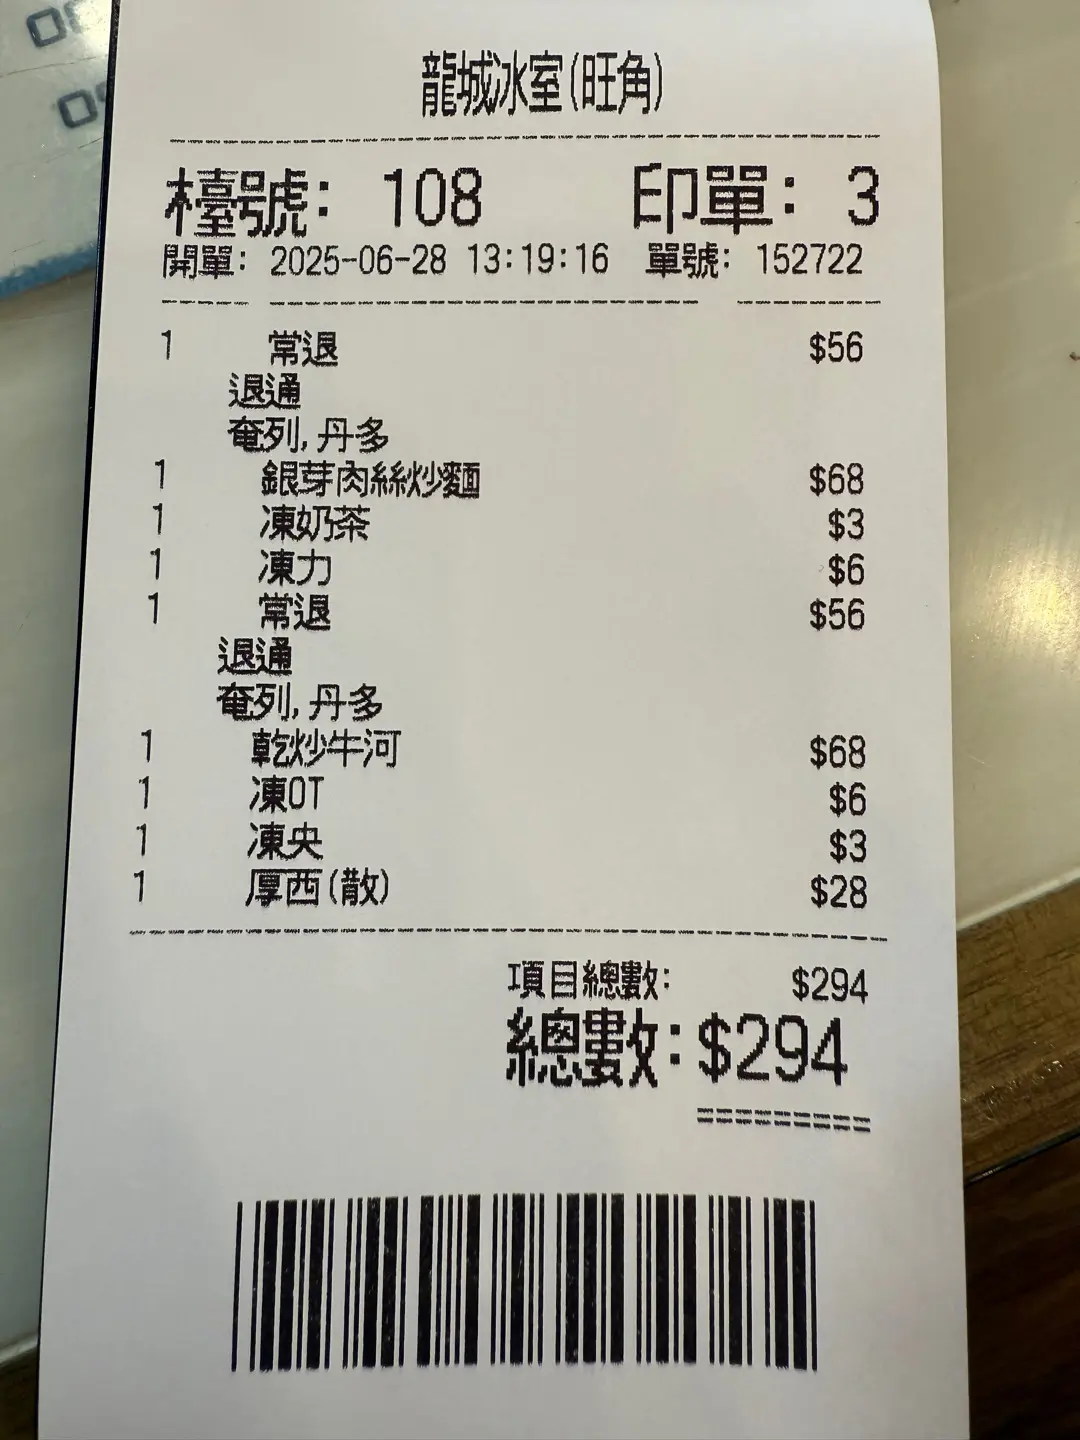 龍城冰室(旺角)
檯號: 108 印單: 3
開單: 2025-06-28 13:19:16 單號: 152722
1 常退 $56
退通
奄列,丹多
1 銀芽肉絲炒麵 $68
1 凍奶茶 $3
1 凍力 $6
1 常退 $56
退通
奄列,丹多
1 乾炒牛河 $68
1 凍OT $6
1 凍央 $3
1 厚西(散) $28
項目總數: $294
總數:$294
=========